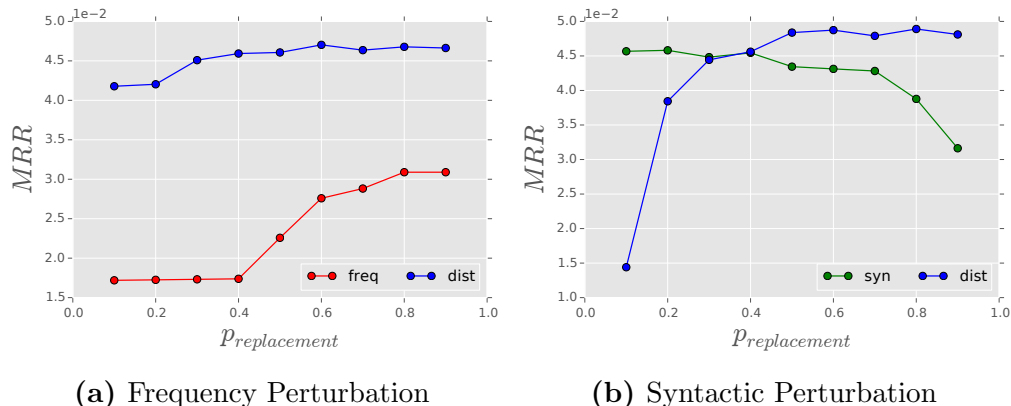 1e−2
5.0
4.5
4.0
3.5
3.0
2.5
2.0
1.5
MRR
0.0 0.2 0.4 0.6 0.8 1.0
p_replacement
freq dist
(a) Frequency Perturbation
1e−2
5.0
4.5
4.0
3.5
3.0
2.5
2.0
1.5
1.0
MRR
0.0 0.2 0.4 0.6 0.8 1.0
p_replacement
syn dist
(b) Syntactic Perturbation